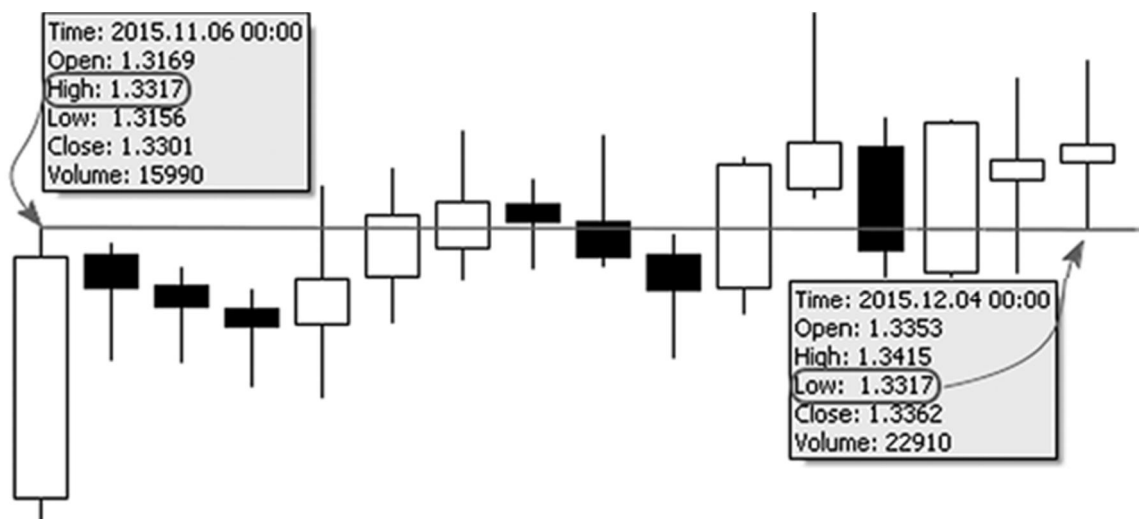 Time: 2015.11.06 00:00
Open: 1.3169
High: 1.3317
Low: 1.3156
Close: 1.3301
Volume: 15990
Time: 2015.12.04 00:00
Open: 1.3353
High: 1.3415
Low: 1.3317
Close: 1.3362
Volume: 22910